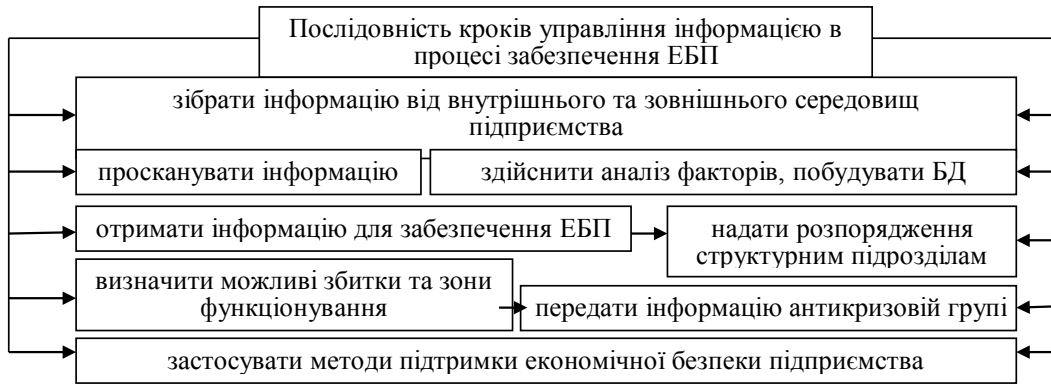 Послідовність кроків управління інформацією в
процесі забезпечення ЕБП
зібрати інформацію від внутрішнього та зовнішнього середовищ
підприємства
просканувати інформацію
здійснити аналіз факторів, побудувати БД
отримати інформацію для забезпечення ЕБП
надати розпорядження
структурним підрозділам
визначити можливі збитки та зони
функціонування
передати інформацію антикризовій групі
застосувати методи підтримки економічної безпеки підприємства